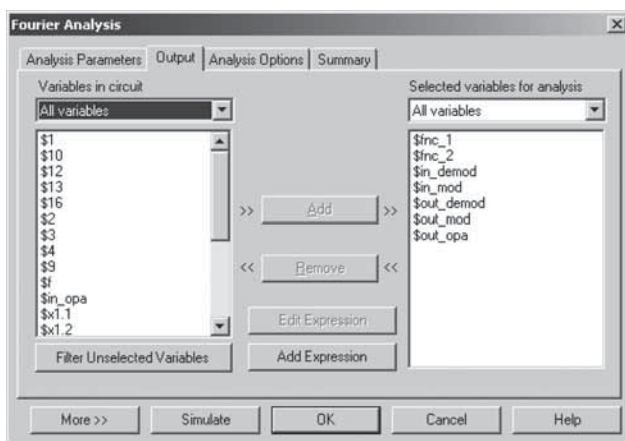 Fourier Analysis
Analysis Parameters Output Analysis Options Summary
Variables in circuit
All variables
$1
$10
$12
$13
$16
$2
$3
$4
$9
$f
$in_opa
$x1.1
$x1.2
Filter Unselected Variables
>> Add >>
<< Remove <<
Edit Expression
Add Expression
Selected variables for analysis
All variables
$fnc_1
$fnc_2
$in_demod
$in_mod
$out_demod
$out_mod
$out_opa
More >> Simulate OK Cancel Help